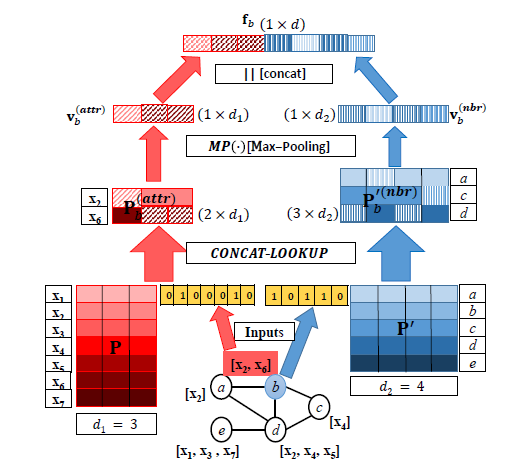 f_b (1 × d)
|| [concat]
v_b^(attr)
(1 × d_1)
(1 × d_2)
v_b^(nbr)
MP(·)[Max–Pooling]
x_2
x_6
P_b^(attr)
(2 × d_1)
(3 × d_2)
P_b^′(nbr)
a
c
d
CONCAT-LOOKUP
x_1
x_2
x_3
x_4
x_5
x_6
x_7
P
0 1 0 0 0 1 0
1 0 1 1 0
P′
a
b
c
d
e
Inputs
d_1 = 3
d_2 = 4
[x_2, x_6]
[x_2]
a
b
c
[x_4]
e
d
[x_1, x_3 , x_7]
[x_2, x_4, x_5]